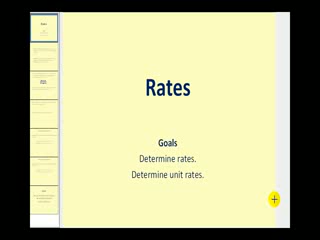 Rates
Goals
Determine rates.
Determine unit rates.